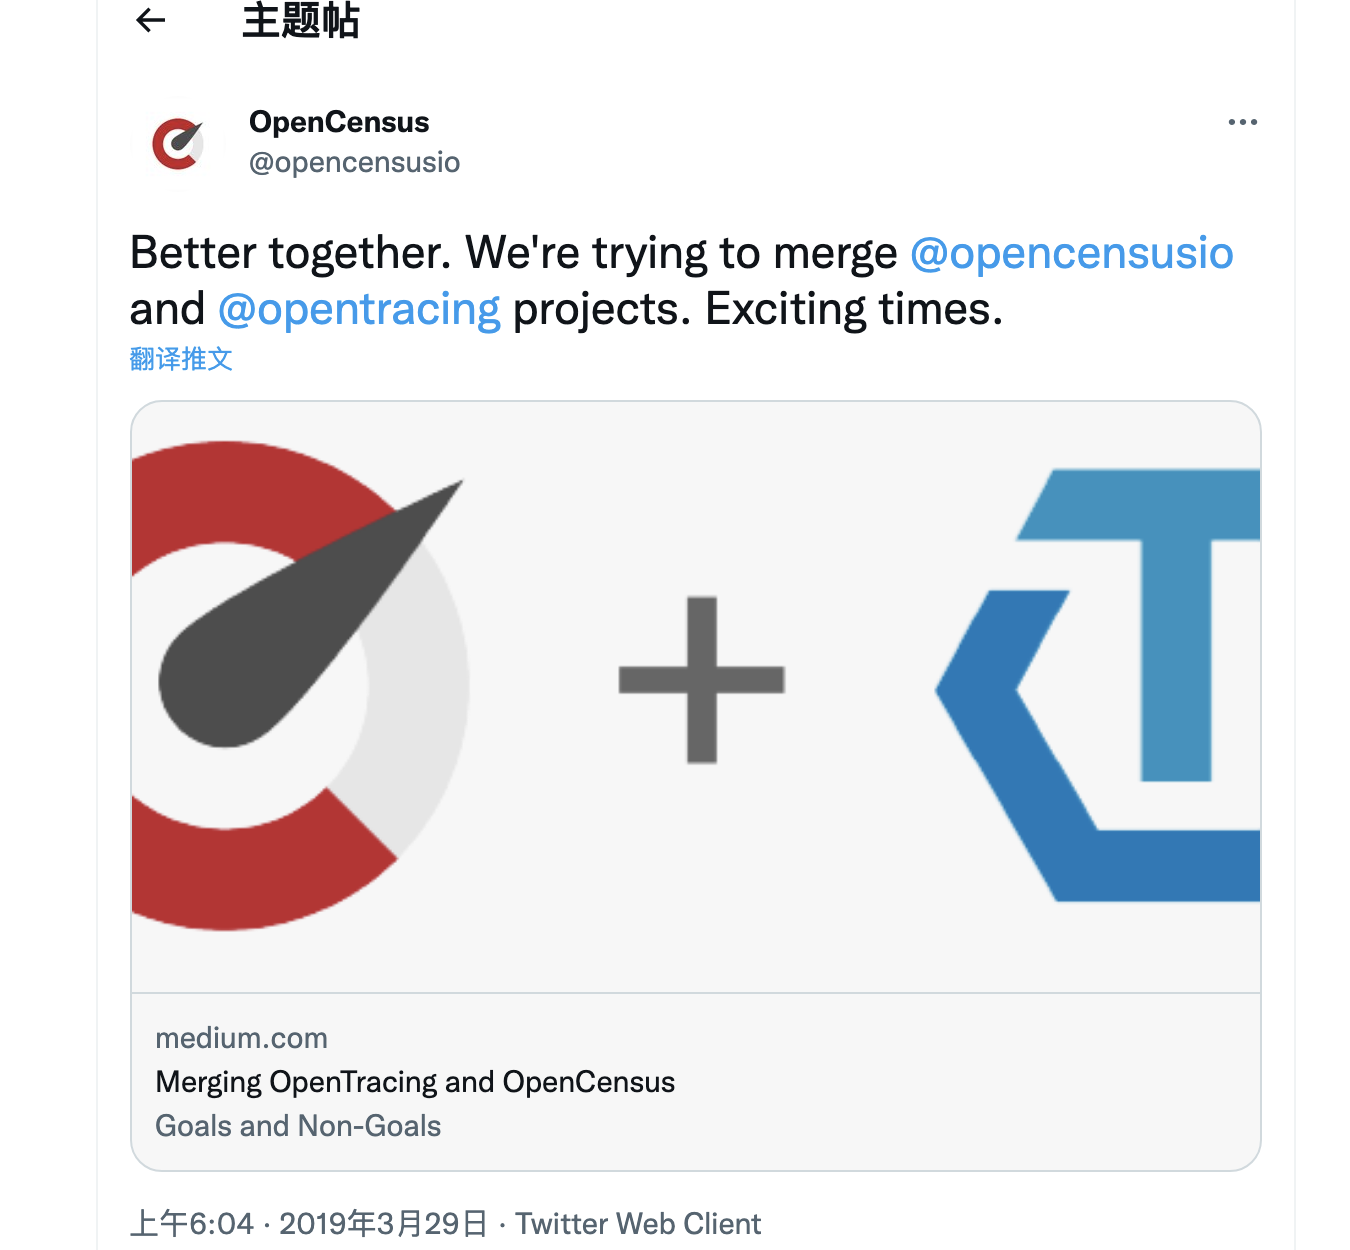 主题帖
OpenCensus
@opencensusio
Better together. We're trying to merge @opencensusio
and @opentracing projects. Exciting times.
翻译推文
medium.com
Merging OpenTracing and OpenCensus
Goals and Non-Goals
上午6:04 · 2019年3月29日 · Twitter Web Client